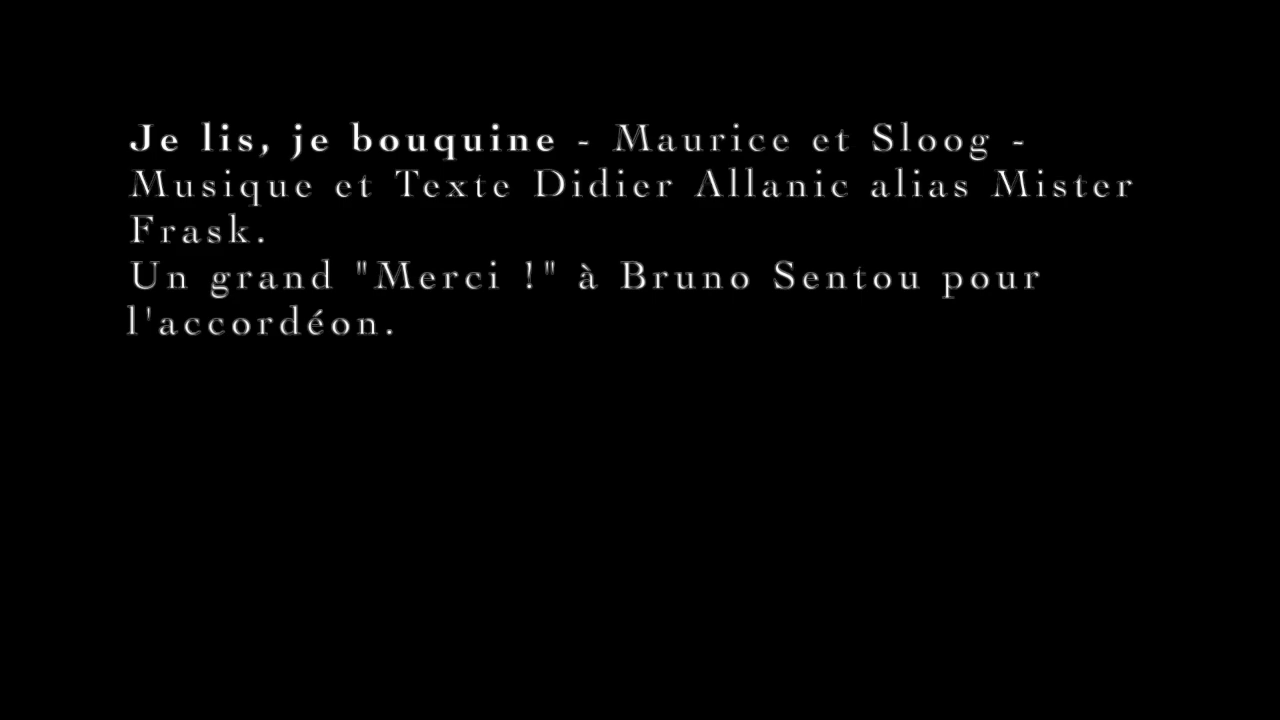 Je lis, je bouquine - Maurice et Sloog -
Musique et Texte Didier Allanic alias Mister
Frask.
Un grand "Merci !" à Bruno Sentou pour
l'accordéon.